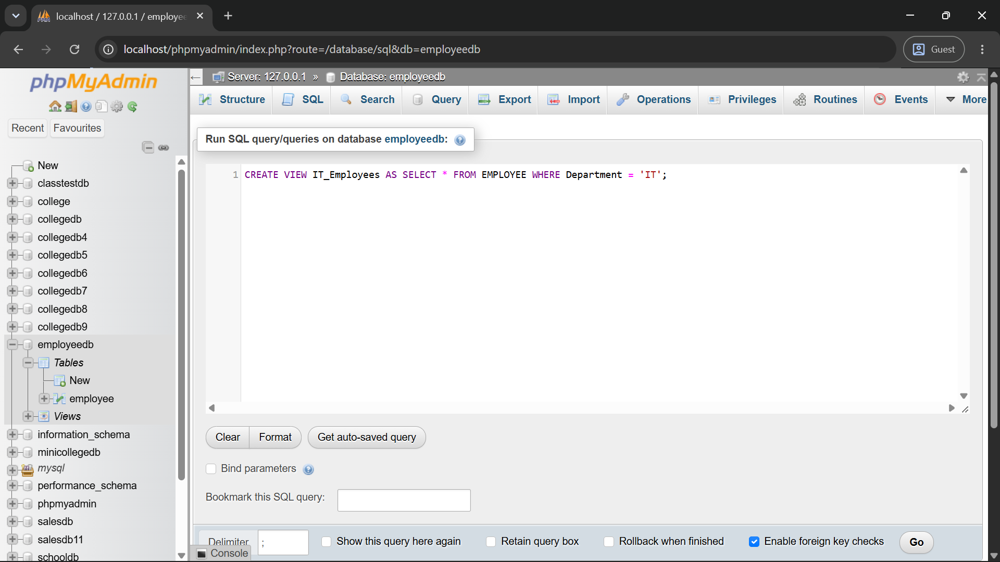 localhost / 127.0.0.1 / employee
localhost/phpmyadmin/index.php?route=/database/sql&db=employeedb
Guest
phpMyAdmin
Recent
Favourites
New
classtestdb
college
collegedb
collegedb4
collegedb5
collegedb6
collegedb7
collegedb8
collegedb9
employeedb
Tables
New
employee
Views
information_schema
minicollegedb
mysql
performance_schema
phpmyadmin
salesdb
salesdb11
schooldb
Server: 127.0.0.1 » Database: employeedb
Structure
SQL
Search
Query
Export
Import
Operations
Privileges
Routines
Events
More
Run SQL query/queries on database employeedb:
1 CREATE VIEW IT_Employees AS SELECT * FROM EMPLOYEE WHERE Department = 'IT';
Clear
Format
Get auto-saved query
Bind parameters
Bookmark this SQL query:
Delimiter
;
Show this query here again
Retain query box
Rollback when finished
Enable foreign key checks
Go
Console